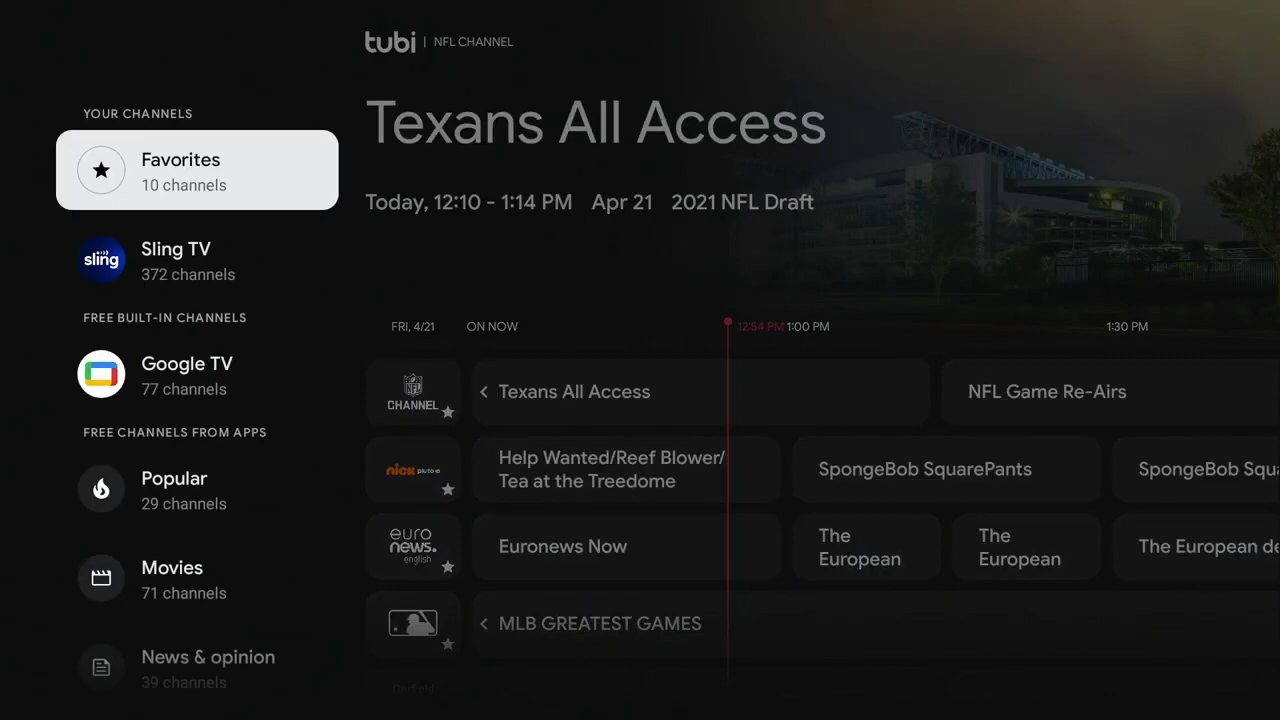 tubi | NFL CHANNEL
Texans All Access
Today, 12:10 - 1:14 PM Apr 21 2021 NFL Draft
YOUR CHANNELS
Favorites
10 channels
sling
Sling TV
372 channels
FREE BUILT-IN CHANNELS
Google TV
77 channels
FREE CHANNELS FROM APPS
Popular
29 channels
Movies
71 channels
News & opinion
39 channels
FRI, 4/21 ON NOW 12:54 PM 1:00 PM 1:30 PM
NFL
CHANNEL
Texans All Access
NFL Game Re-Airs
nick pluto tv
Help Wanted/Reef Blower/
Tea at the Treedome
SpongeBob SquarePants
SpongeBob Squa
euro
news.
english
Euronews Now
The
European
The
European
The European de
MLB GREATEST GAMES
Garfield